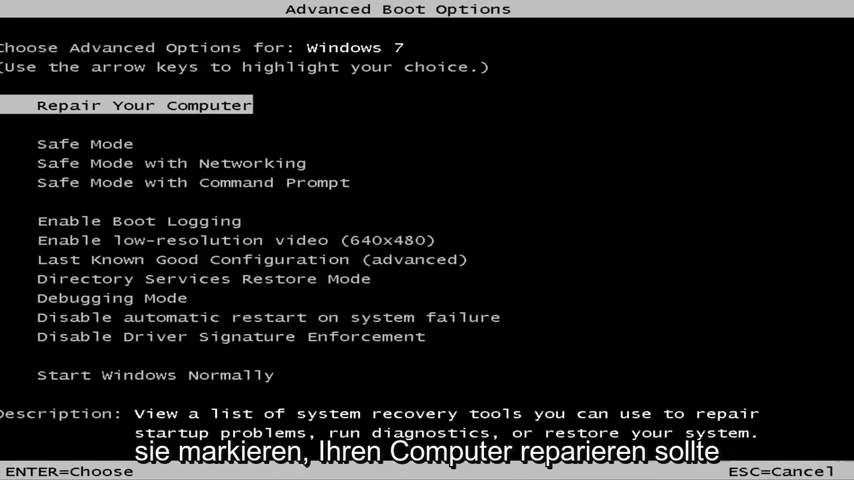 Advanced Boot Options
Choose Advanced Options for: Windows 7
(Use the arrow keys to highlight your choice.)
Repair Your Computer
Safe Mode
Safe Mode with Networking
Safe Mode with Command Prompt
Enable Boot Logging
Enable low-resolution video (640x480)
Last Known Good Configuration (advanced)
Directory Services Restore Mode
Debugging Mode
Disable automatic restart on system failure
Disable Driver Signature Enforcement
Start Windows Normally
Description: View a list of system recovery tools you can use to repair
startup problems, run diagnostics, or restore your system.
sie markieren, Ihren Computer reparieren sollte
ENTER=Choose ESC=Cancel